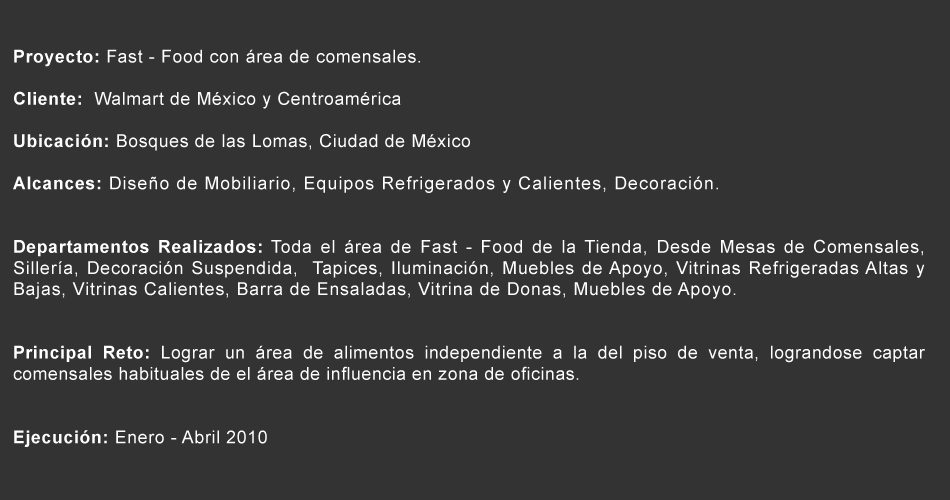 Proyecto: Fast - Food con área de comensales.
Cliente:  Walmart de México y Centroamérica
Ubicación: Bosques de las Lomas, Ciudad de México
Alcances: Diseño de Mobiliario, Equipos Refrigerados y Calientes, Decoración.
Departamentos Realizados: Toda el área de Fast - Food de la Tienda, Desde Mesas de Comensales,
Sillería, Decoración Suspendida,  Tapices, Iluminación, Muebles de Apoyo, Vitrinas Refrigeradas Altas y
Bajas, Vitrinas Calientes, Barra de Ensaladas, Vitrina de Donas, Muebles de Apoyo.
Principal Reto: Lograr un área de alimentos independiente a la del piso de venta, lograndose captar
comensales habituales de el área de influencia en zona de oficinas.
Ejecución: Enero - Abril 2010